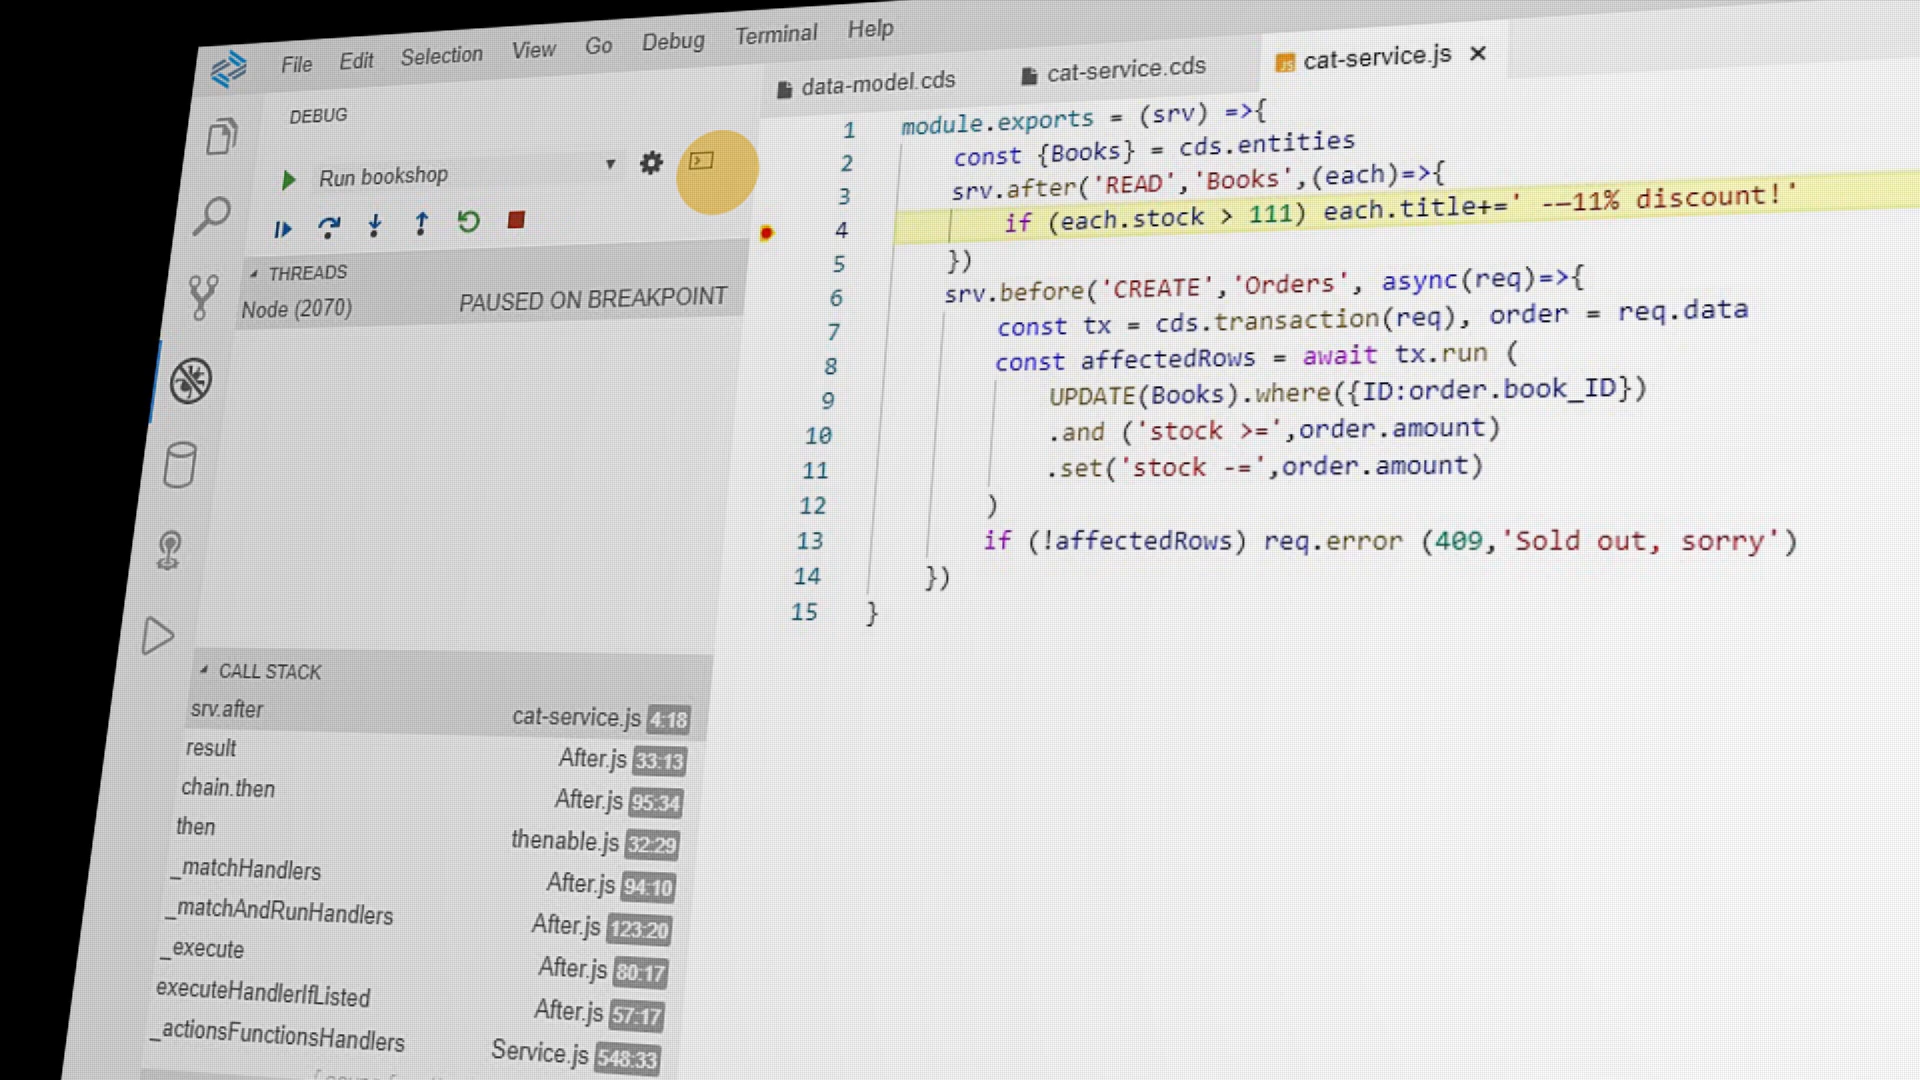 File Edit Selection View Go Debug Terminal Help
data-model.cds cat-service.cds JS cat-service.js
DEBUG
Run bookshop
THREADS
Node (2070) PAUSED ON BREAKPOINT
1 module.exports = (srv) =>{
2 const {Books} = cds.entities
3 srv.after('READ','Books',(each)=>{
4 if (each.stock > 111) each.title+=' --11% discount!'
5 })
6 srv.before('CREATE','Orders', async(req)=>{
7 const tx = cds.transaction(req), order = req.data
8 const affectedRows = await tx.run (
9 UPDATE(Books).where({ID:order.book_ID})
10 .and ('stock >=',order.amount)
11 .set('stock -=',order.amount)
12 )
13 if (!affectedRows) req.error (409,'Sold out, sorry')
14 })
15 }
CALL STACK
srv.after cat-service.js 4:18
result After.js 33:13
chain.then After.js 95:34
then thenable.js 32:29
_matchHandlers After.js 94:10
_matchAndRunHandlers After.js 123:20
_execute After.js 80:17
executeHandlerIfListed After.js 57:17
_actionsFunctionsHandlers Service.js 548:33